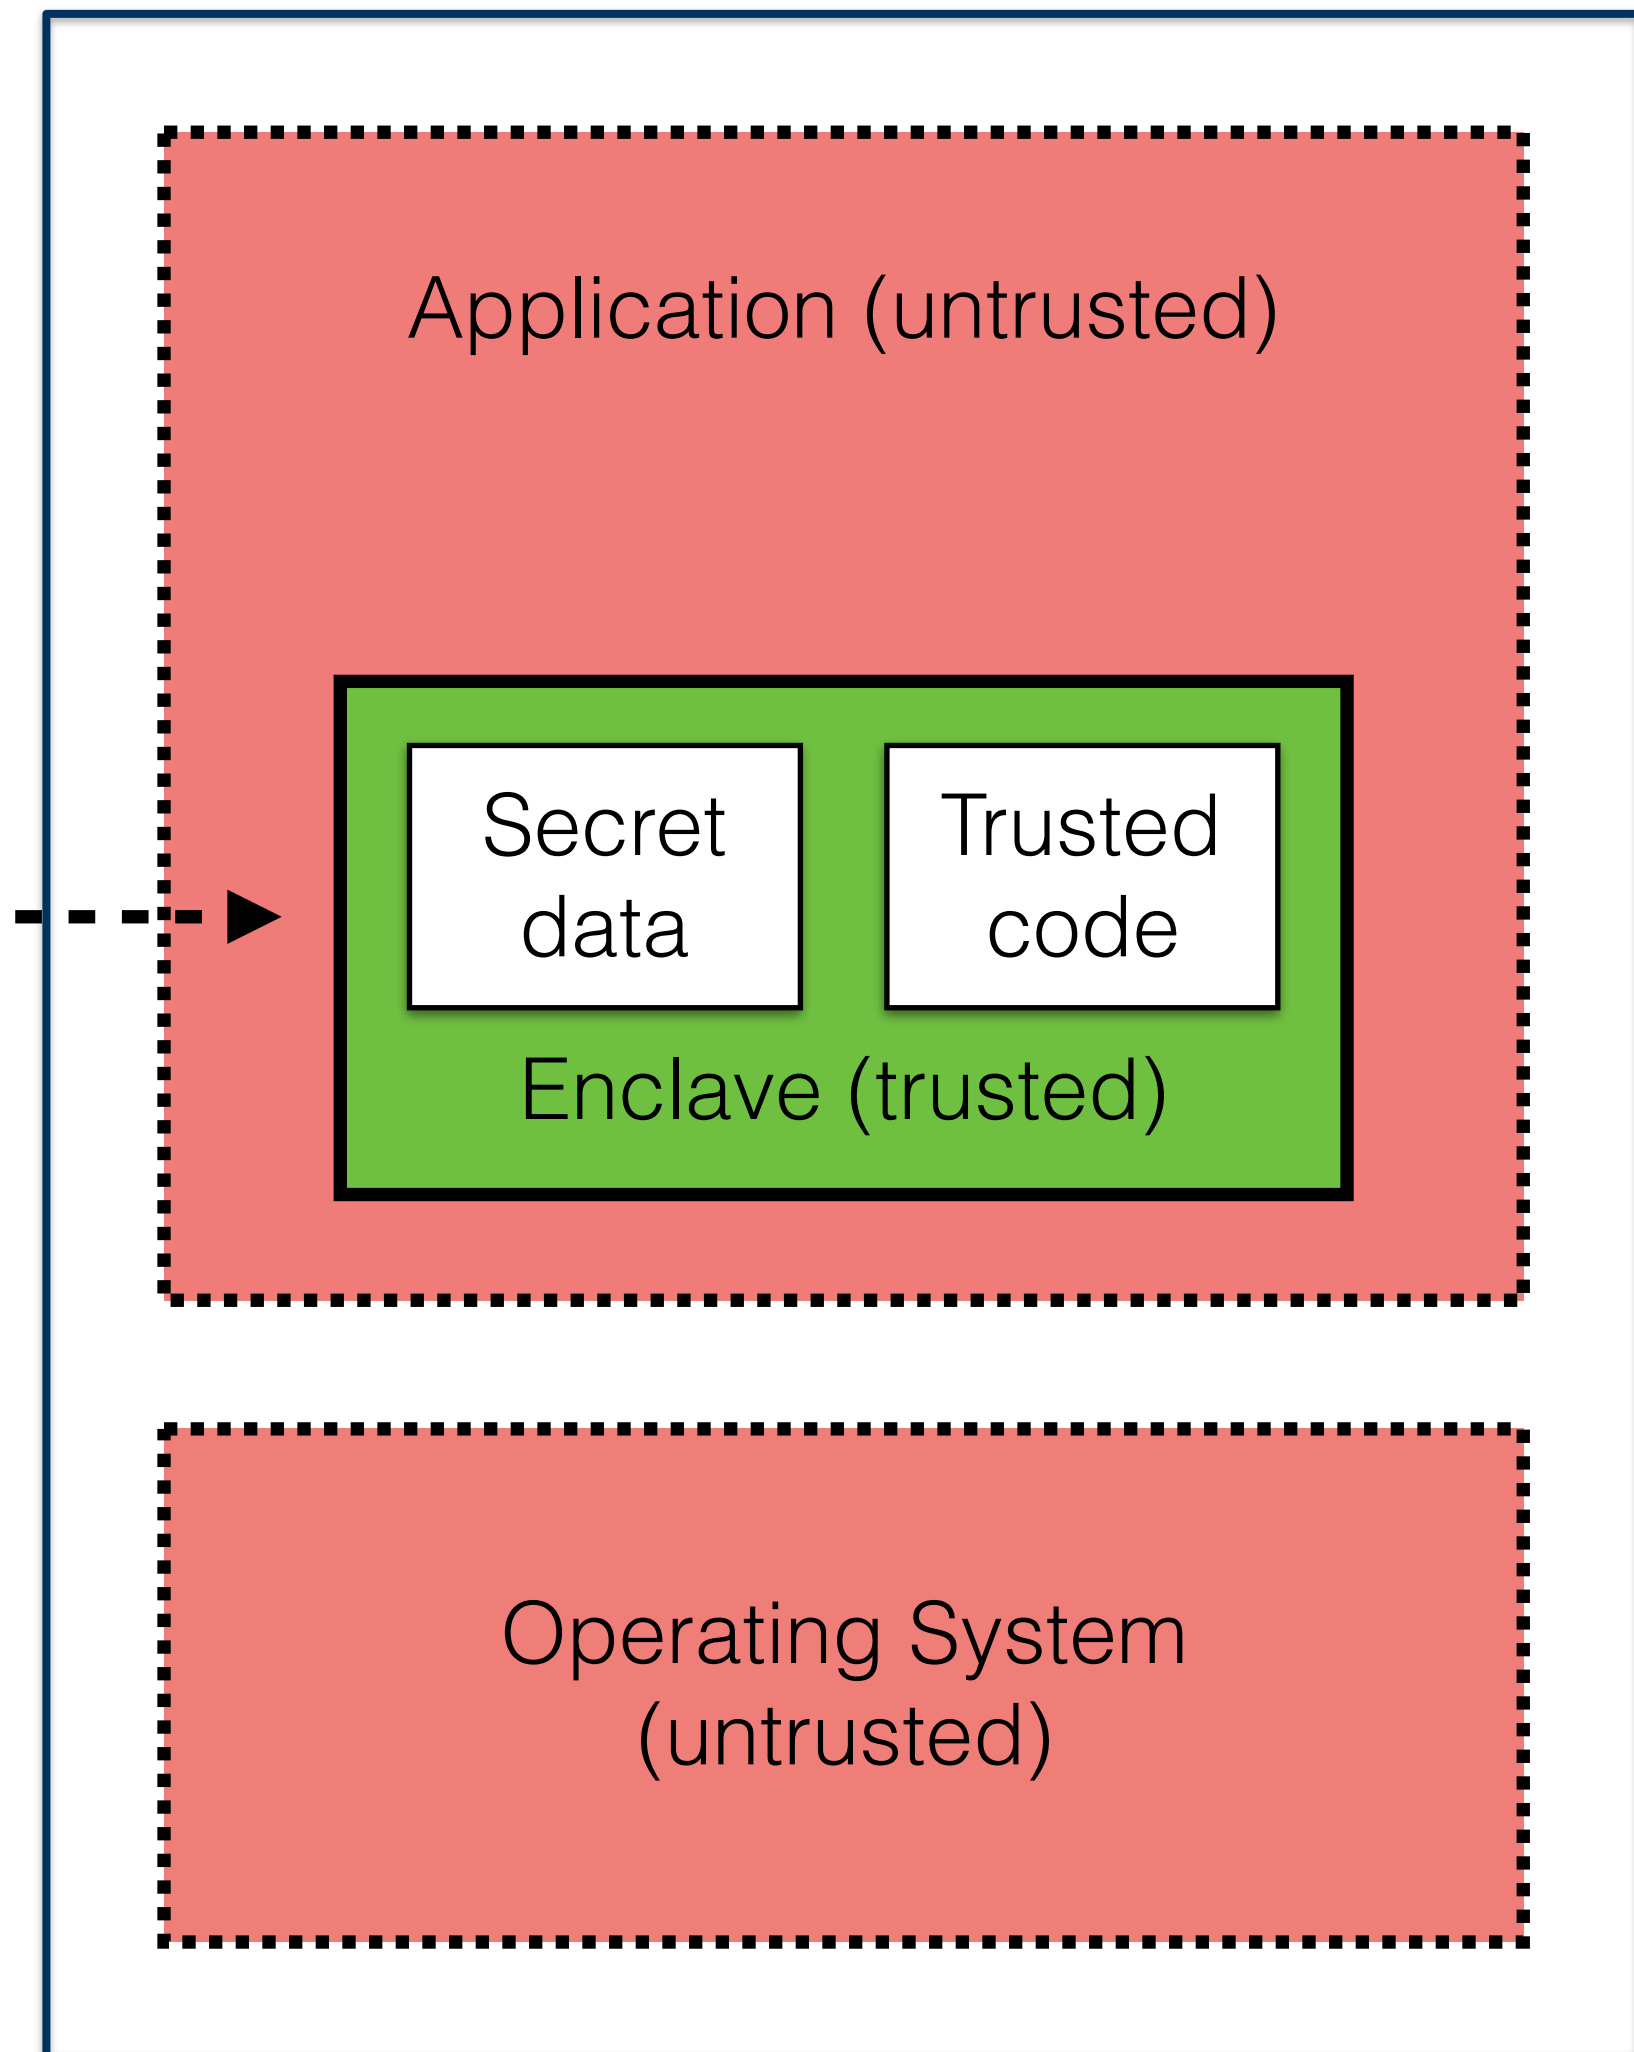 Application (untrusted)
Secret
data
Trusted
code
Enclave (trusted)
Operating System
(untrusted)